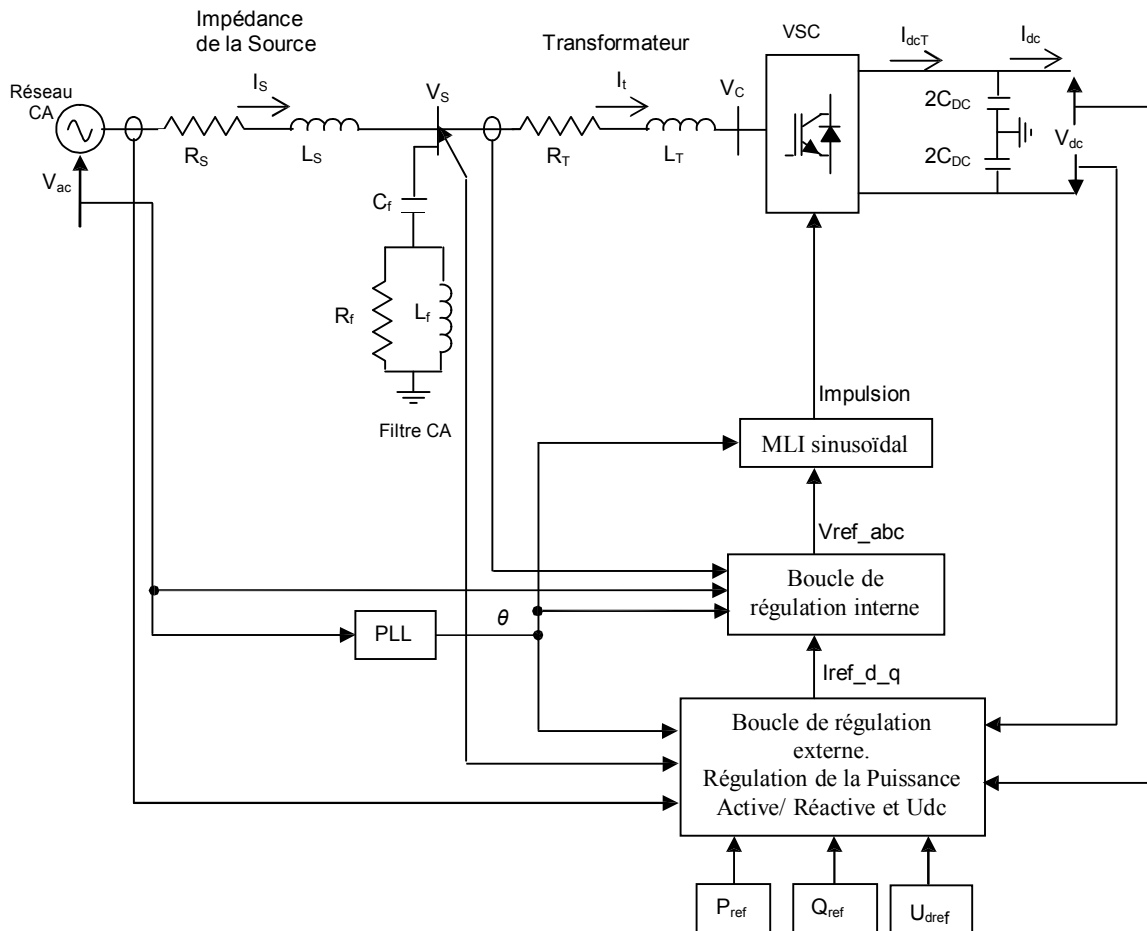 Impédance
de la Source
Transformateur
VSC
I_dcT
I_dc
Réseau
CA
I_S
V_S
I_t
V_C
2C_DC
R_S
L_S
R_T
L_T
V_dc
2C_DC
V_ac
C_f
R_f
L_f
Impulsion
Filtre CA
MLI sinusoïdal
Vref_abc
Boucle de
régulation interne
PLL
θ
Iref_d_q
Boucle de régulation
externe.
Régulation de la Puissance
Active/ Réactive et Udc
P_ref
Q_ref
U_dref